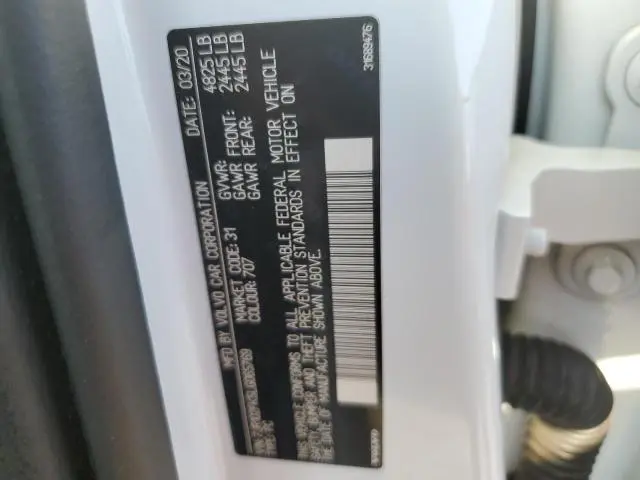 MFD BY VOLVO CAR CORPORATION DATE: 03/20
MARKET CODE: 31 GVWR: 4825 LB
COLOUR: 707 GAWR FRONT: 2445 LB
GAWR REAR: 2445 LB
THIS VEHICLE CONFORMS TO ALL APPLICABLE FEDERAL MOTOR VEHICLE
SAFETY, BUMPER AND THEFT PREVENTION STANDARDS IN EFFECT ON
THE DATE OF MANUFACTURE SHOWN ABOVE.
VOLVO 31689476